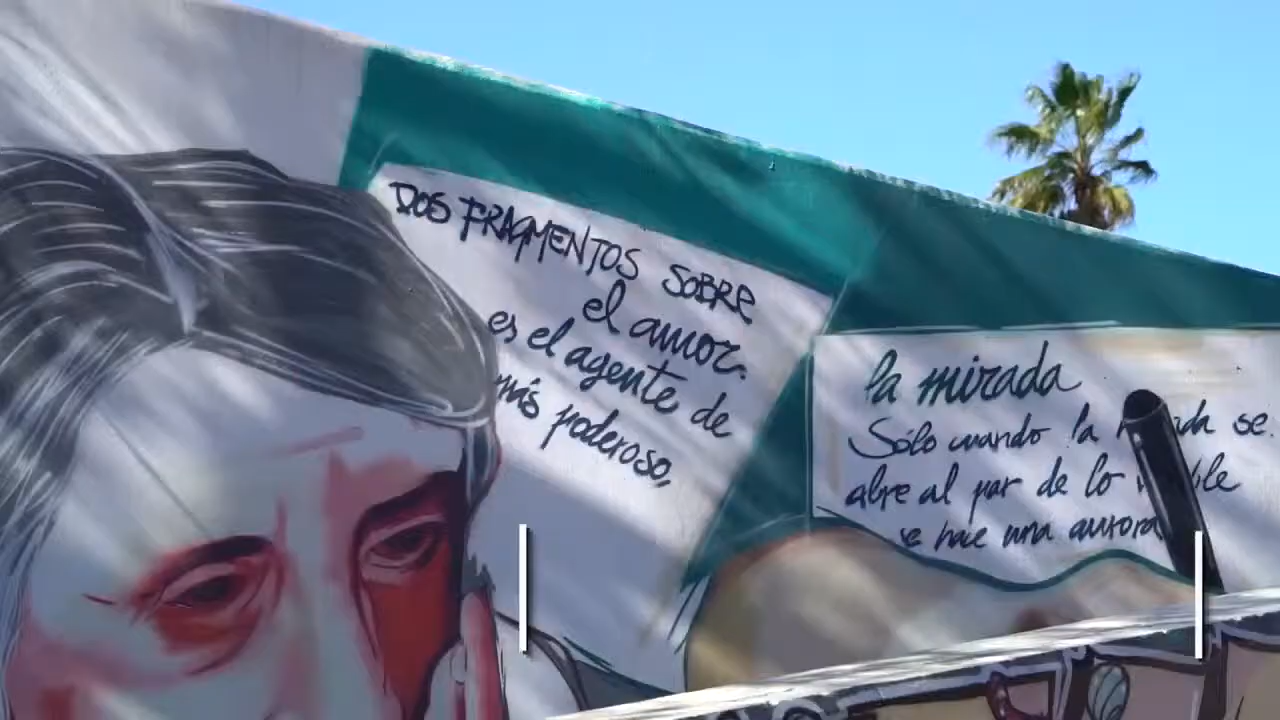 DOS FRAGMENTOS SOBRE
el amor.
es el agente de
más poderoso,
la mirada
Sólo cuando la se
abre al par de lo
se hace una aurora